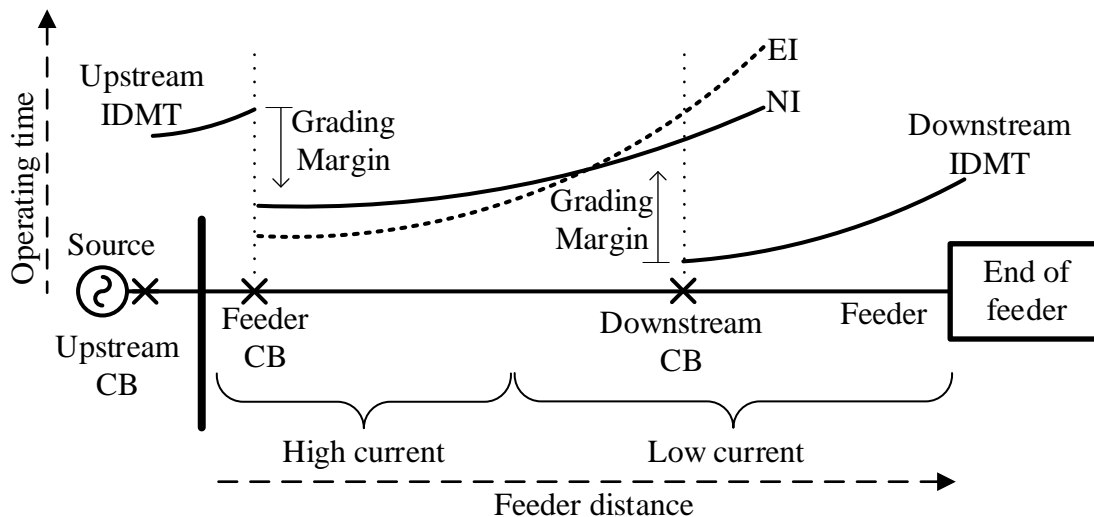 Operating time
Upstream
IDMT
Grading
Margin
EI
NI
Downstream
IDMT
Grading
Margin
Source
Upstream
CB
Feeder
CB
Downstream
CB
Feeder
End of
feeder
High current
Low current
Feeder distance